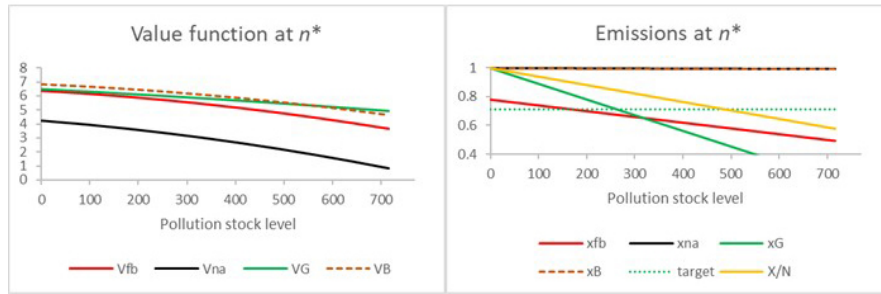 Value function at n*
8
7
6
5
4
3
2
1
0
0 100 200 300 400 500 600 700
Pollution stock level
Vfb Vna VG VB
Emissions at n*
1
0.8
0.6
0.4
0 100 200 300 400 500 600 700
Pollution stock level
xfb xna xG
xB target X/N